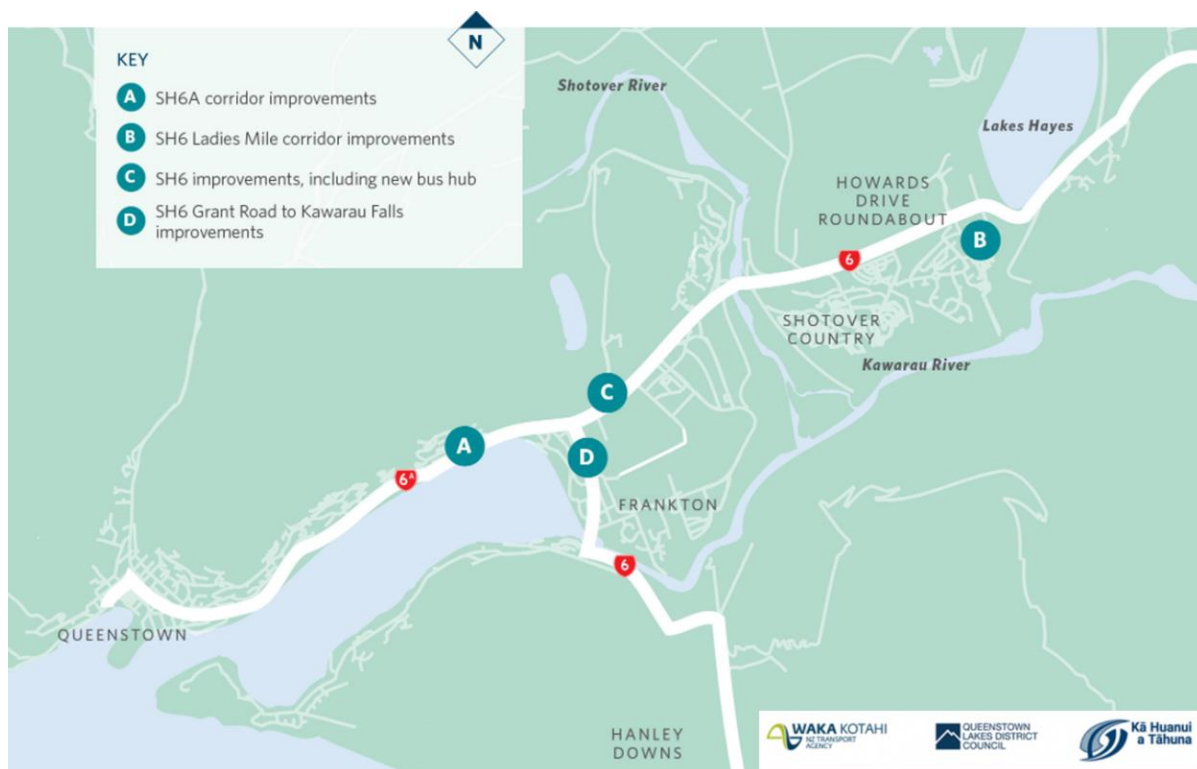 N
KEY
A SH6A corridor improvements
B SH6 Ladies Mile corridor improvements
C SH6 improvements, including new bus hub
D SH6 Grant Road to Kawarau Falls
improvements
Shotover River
Lakes Hayes
HOWARDS
DRIVE
ROUNDABOUT
B
6
SHOTOVER
COUNTRY
Kawarau River
C
A
D
6A
FRANKTON
6
QUEENSTOWN
HANLEY
DOWNS
WAKA KOTAHI
NZ TRANSPORT
AGENCY
QUEENSTOWN
LAKES DISTRICT
COUNCIL
Kā Huanui
a Tāhuna